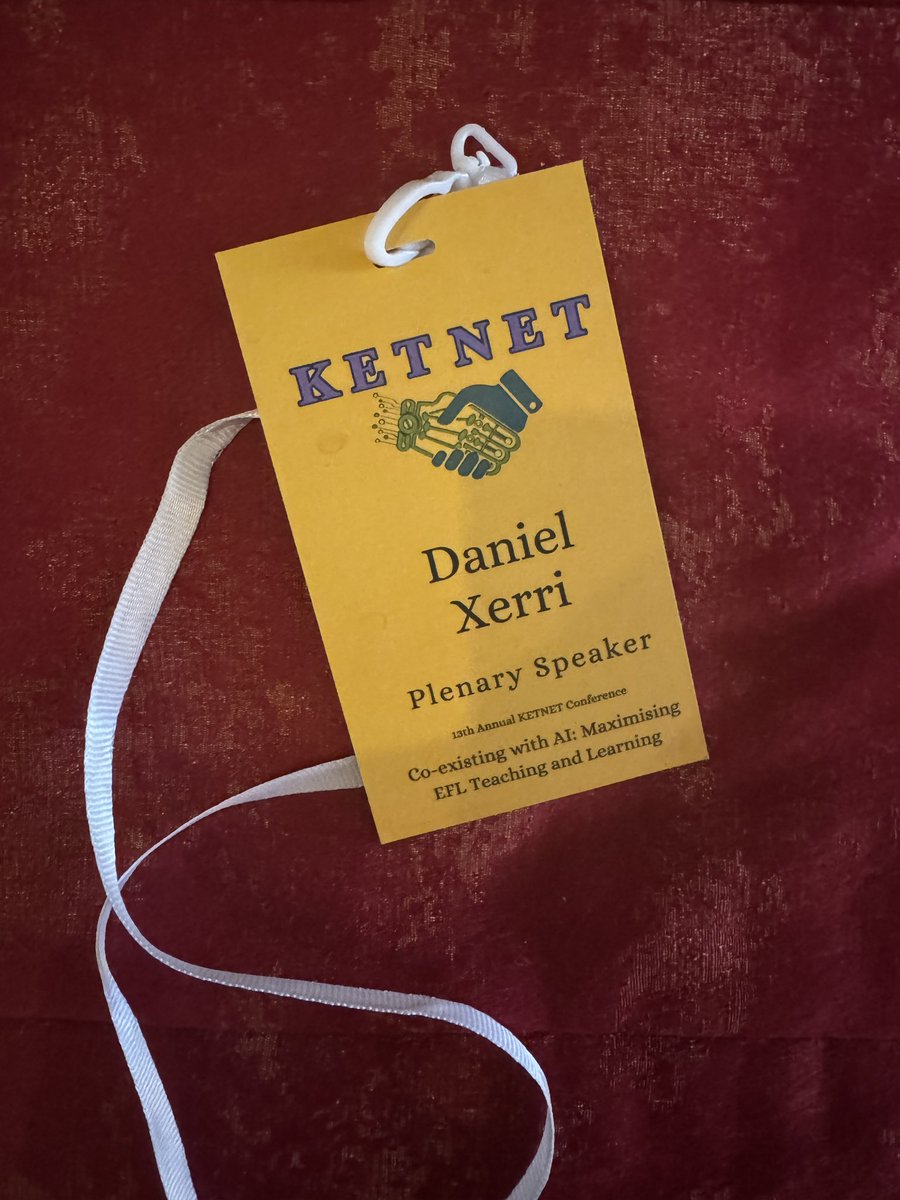 KETNET
Daniel
Xerri
Plenary Speaker
13th Annual KETNET Conference
Co-existing with AI: Maximising
EFL Teaching and Learning